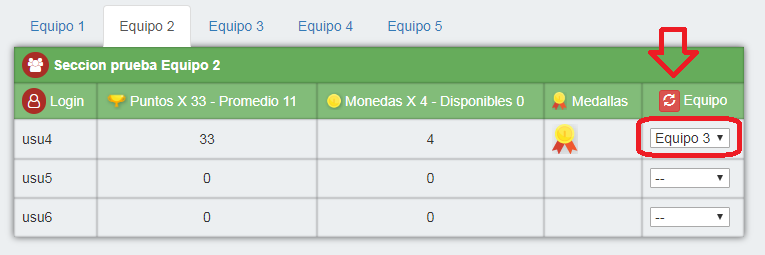 Equipo 1 Equipo 2 Equipo 3 Equipo 4 Equipo 5
Seccion prueba Equipo 2
Login Puntos X 33 - Promedio 11 Monedas X 4 - Disponibles 0 Medallas Equipo
usu4 33 4 Equipo 3
usu5 0 0 --
usu6 0 0 --